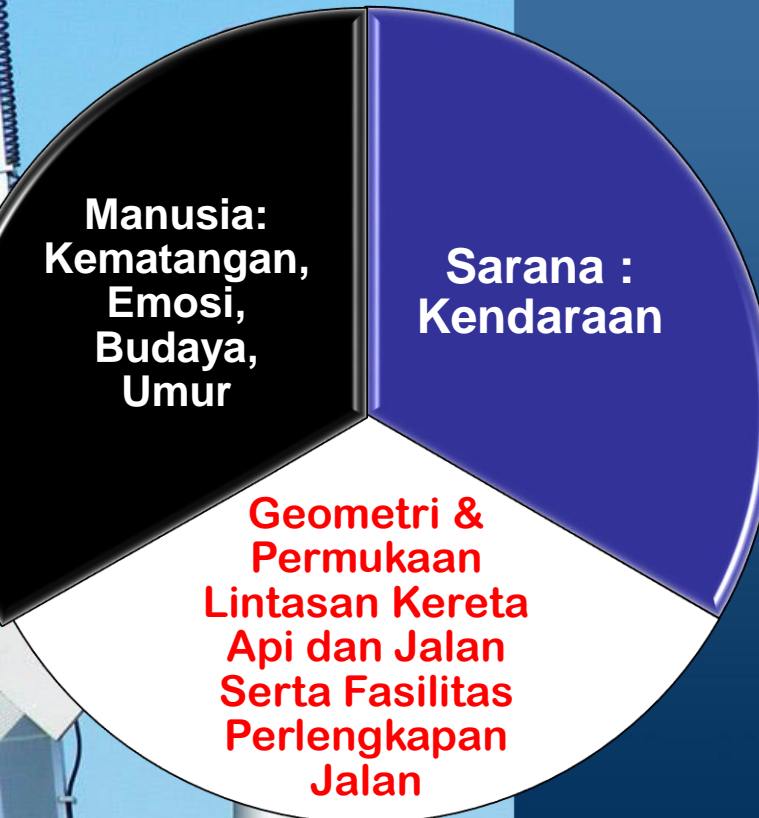 Manusia:
Kematangan,
Emosi,
Budaya,
Umur
Sarana :
Kendaraan
Geometri &
Permukaan
Lintasan Kereta
Api dan Jalan
Serta Fasilitas
Perlengkapan
Jalan